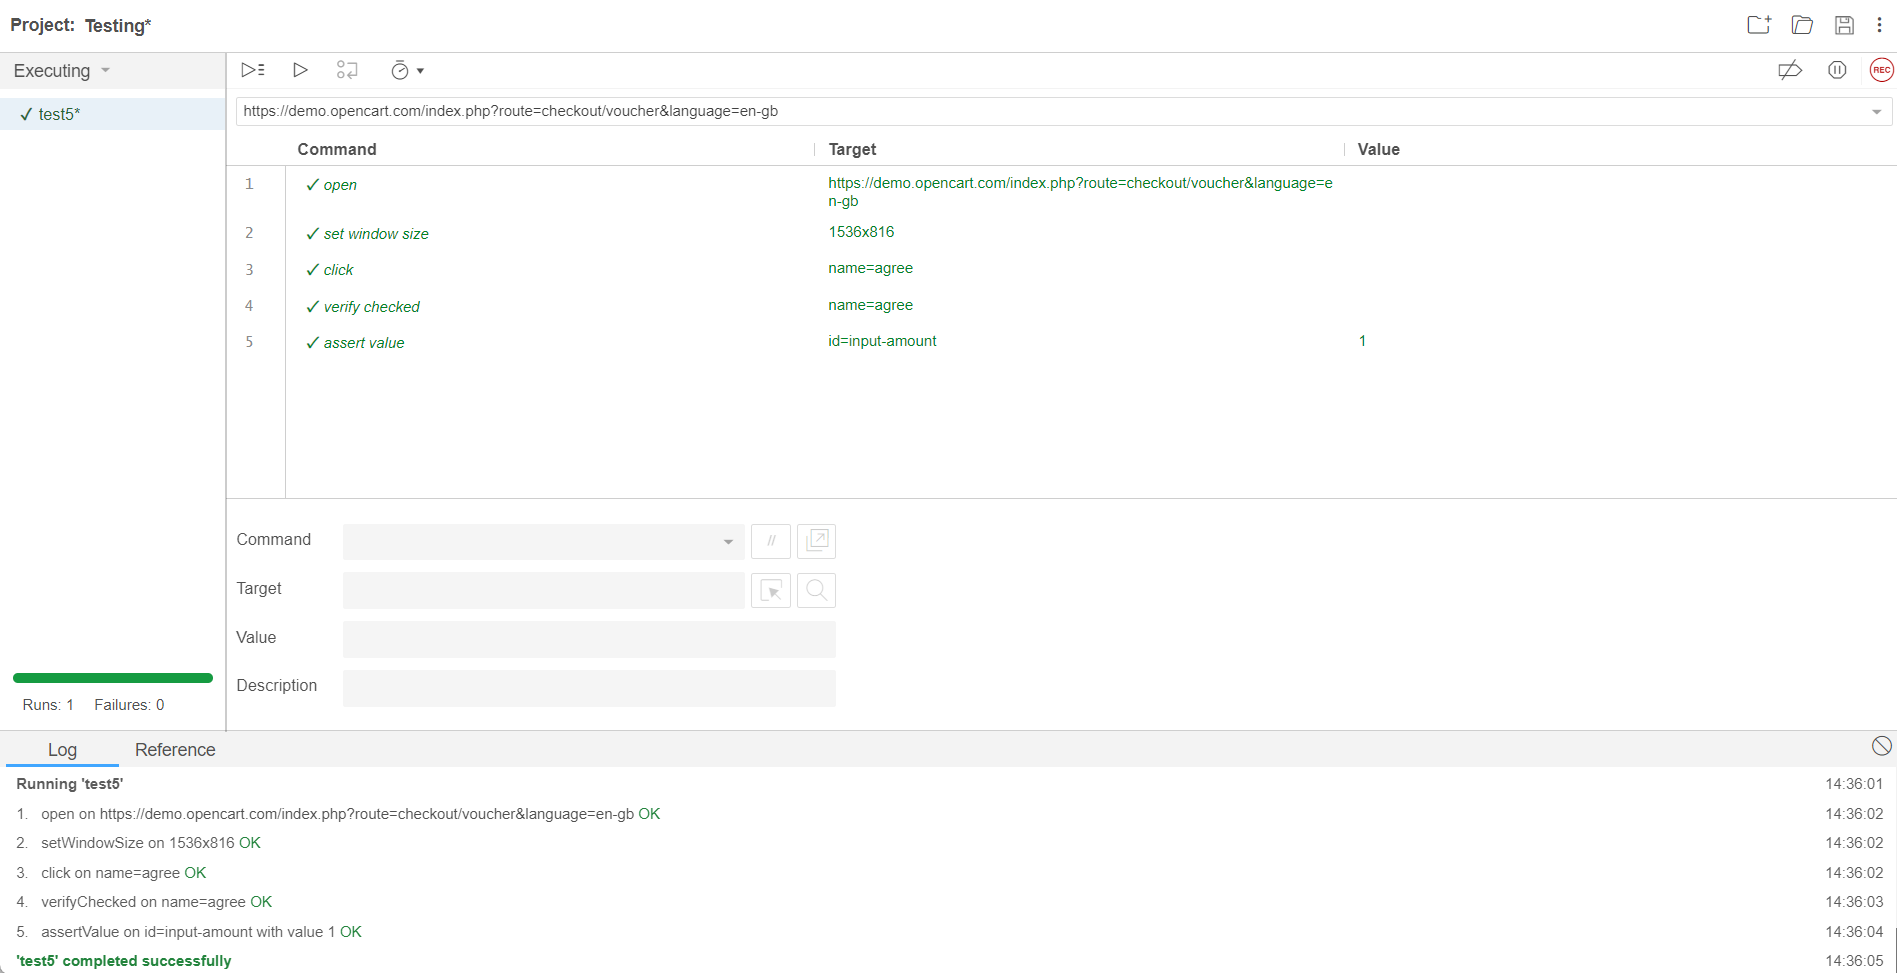 Project: Testing*
Executing
REC
✓ test5*
https://demo.opencart.com/index.php?route=checkout/voucher&language=en-gb
Command Target Value
1 ✓ open https://demo.opencart.com/index.php?route=checkout/voucher&language=e
n-gb
2 ✓ set window size 1536x816
3 ✓ click name=agree
4 ✓ verify checked name=agree
5 ✓ assert value id=input-amount 1
Command //
Target
Value
Description
Runs: 1 Failures: 0
Log Reference
Running 'test5' 14:36:01
1. open on https://demo.opencart.com/index.php?route=checkout/voucher&language=en-gb OK 14:36:02
2. setWindowSize on 1536x816 OK 14:36:02
3. click on name=agree OK 14:36:02
4. verifyChecked on name=agree OK 14:36:03
5. assertValue on id=input-amount with value 1 OK 14:36:04
'test5' completed successfully 14:36:05